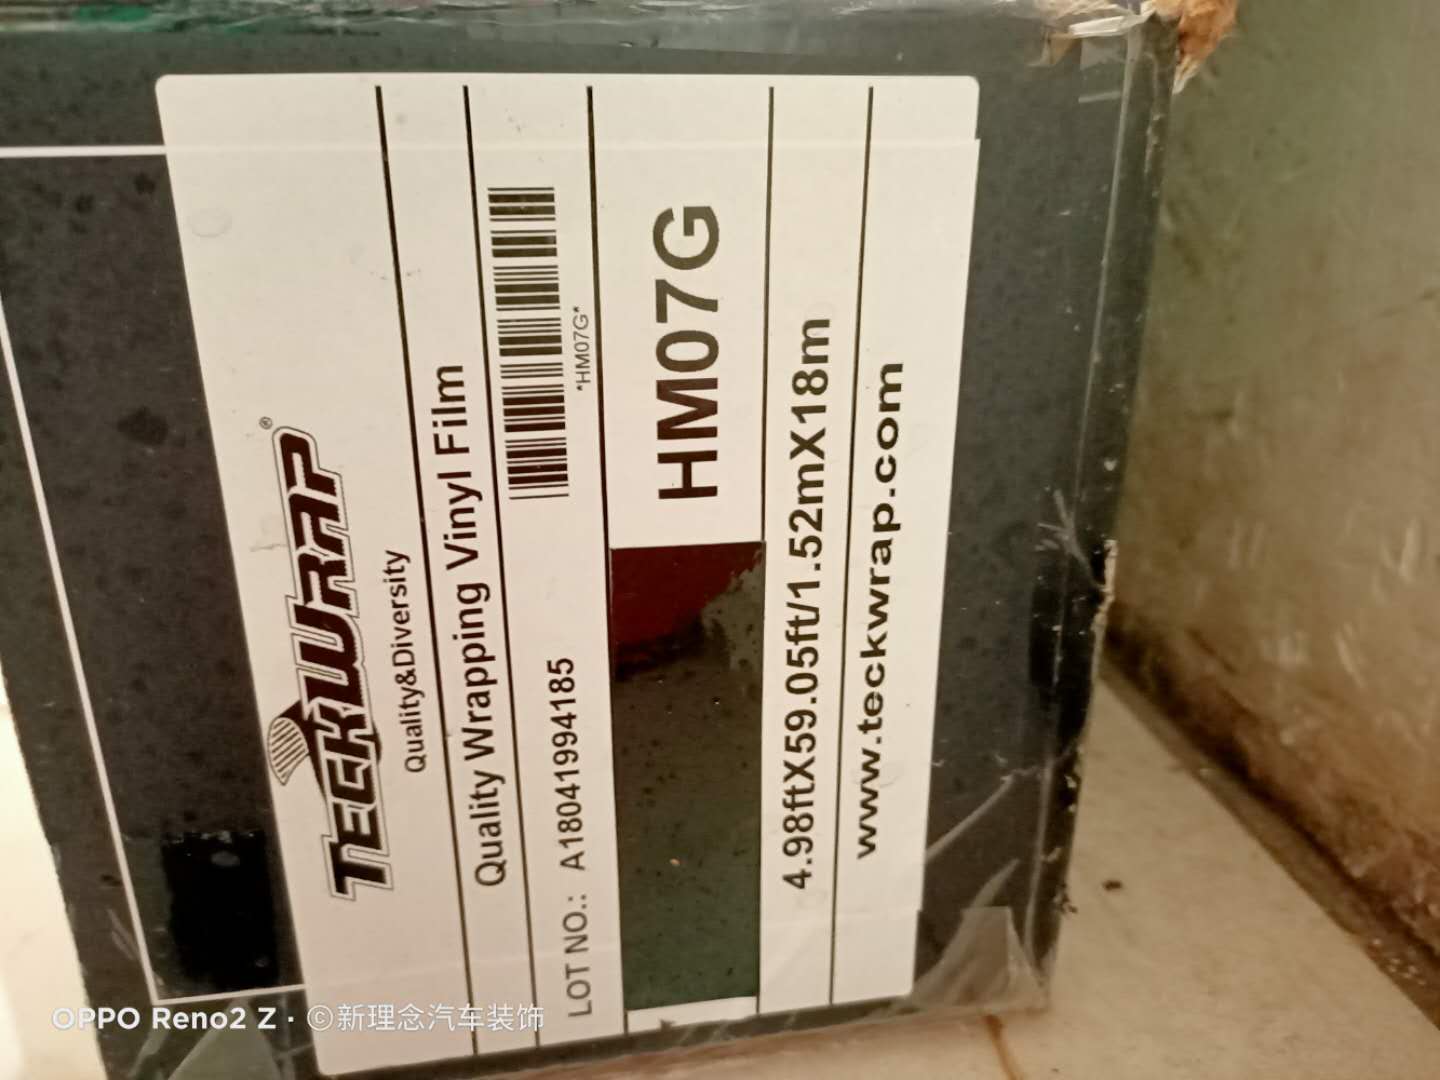 TECKWRAP®
Quality&Diversity
Quality Wrapping Vinyl Film
LOT NO.: A18041994185
*HM07G*
HM07G
4.98ftX59.05ft/1.52mX18m
www.teckwrap.com
OPPO Reno2 Z · ©新理念汽车装饰